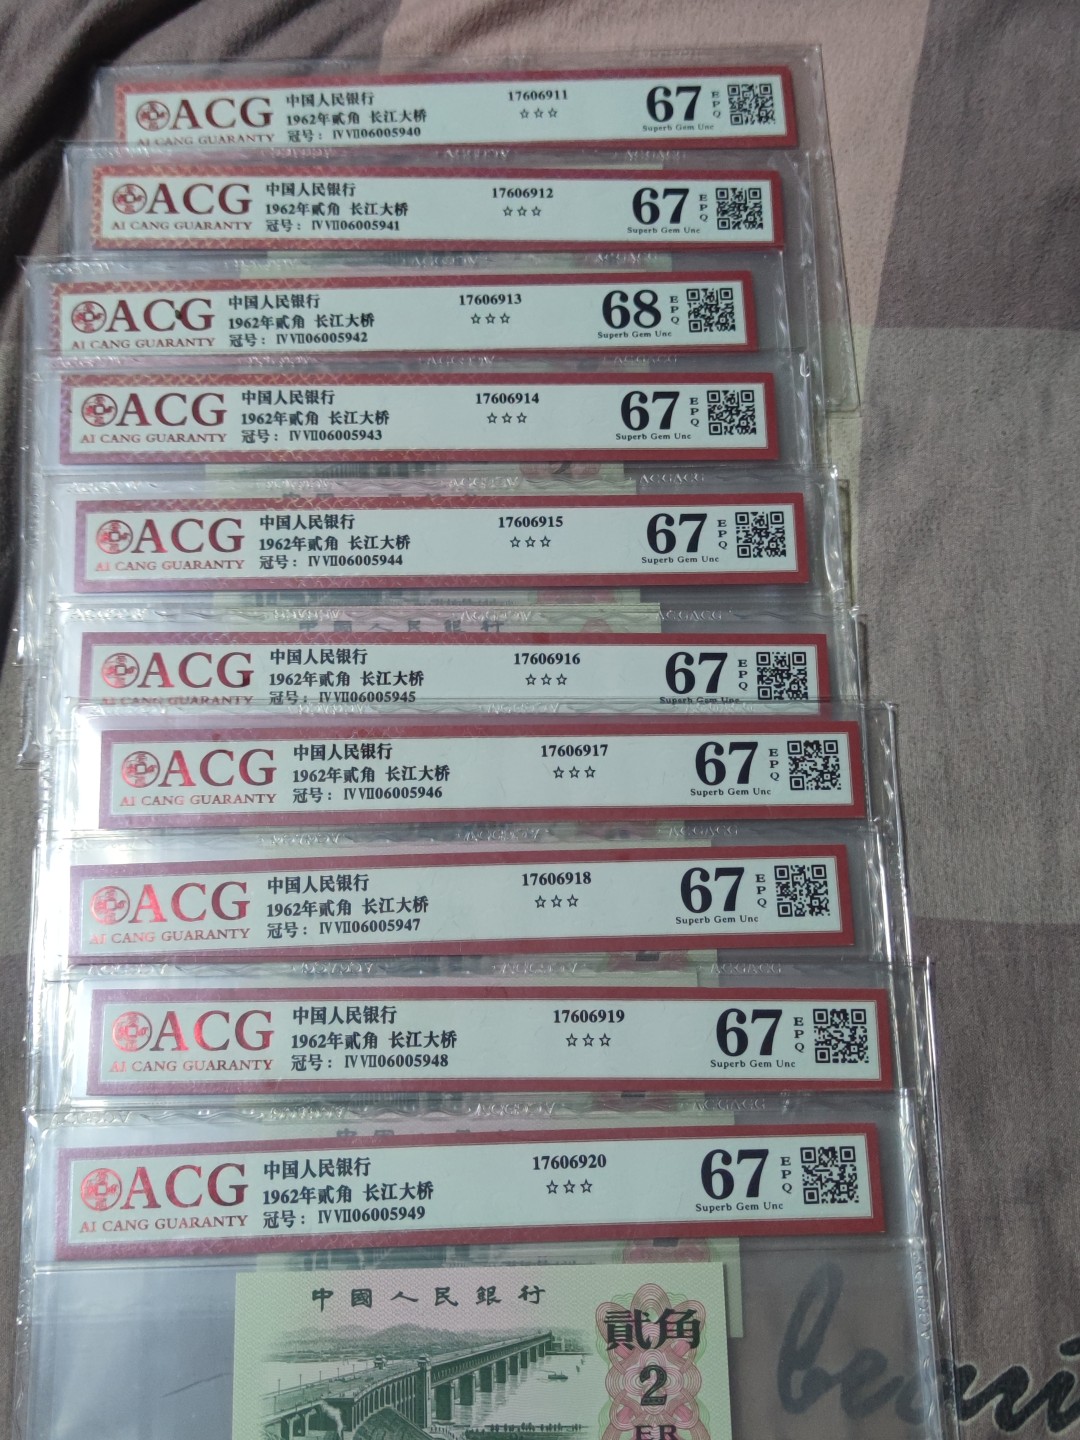 ACG
AI CANG GUARANTY
中国人民银行
1962年贰角 长江大桥
冠号: IV VII06005940
17606911
☆☆☆
67
EPQ
Superb Gem Unc
ACG
AI CANG GUARANTY
中国人民银行
1962年贰角 长江大桥
冠号: IV VII06005941
17606912
☆☆☆
67
EPQ
Superb Gem Unc
ACG
AI CANG GUARANTY
中国人民银行
1962年贰角 长江大桥
冠号: IV VII06005942
17606913
☆☆☆
68
EPQ
Superb Gem Unc
ACG
AI CANG GUARANTY
中国人民银行
1962年贰角 长江大桥
冠号: IV VII06005943
17606914
☆☆☆
67
EPQ
Superb Gem Unc
ACG
AI CANG GUARANTY
中国人民银行
1962年贰角 长江大桥
冠号: IV VII06005944
17606915
☆☆☆
67
EPQ
Superb Gem Unc
中國人民銀行
ACG
AI CANG GUARANTY
中国人民银行
1962年贰角 长江大桥
冠号: IV VII06005945
17606916
☆☆☆
67
EPQ
Superb Gem Unc
ACG
AI CANG GUARANTY
中国人民银行
1962年贰角 长江大桥
冠号: IV VII06005946
17606917
☆☆☆
67
EPQ
Superb Gem Unc
ACG
AI CANG GUARANTY
中国人民银行
1962年贰角 长江大桥
冠号: IV VII06005947
17606918
☆☆☆
67
EPQ
Superb Gem Unc
ACG
AI CANG GUARANTY
中国人民银行
1962年贰角 长江大桥
冠号: IV VII06005948
17606919
☆☆☆
67
EPQ
Superb Gem Unc
ACG
AI CANG GUARANTY
中国人民银行
1962年贰角 长江大桥
冠号: IV VII06005949
17606920
☆☆☆
67
EPQ
Superb Gem Unc
中國人民銀行
貳角
2
ER